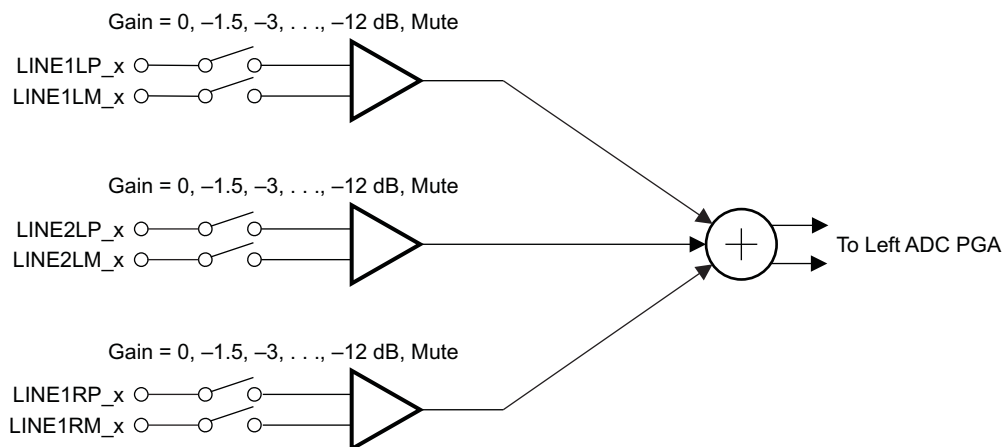 Gain = 0, –1.5, –3, . . ., –12 dB, Mute
LINE1LP_x
LINE1LM_x
Gain = 0, –1.5, –3, . . ., –12 dB, Mute
LINE2LP_x
LINE2LM_x
To Left ADC PGA
Gain = 0, –1.5, –3, . . ., –12 dB, Mute
LINE1RP_x
LINE1RM_x